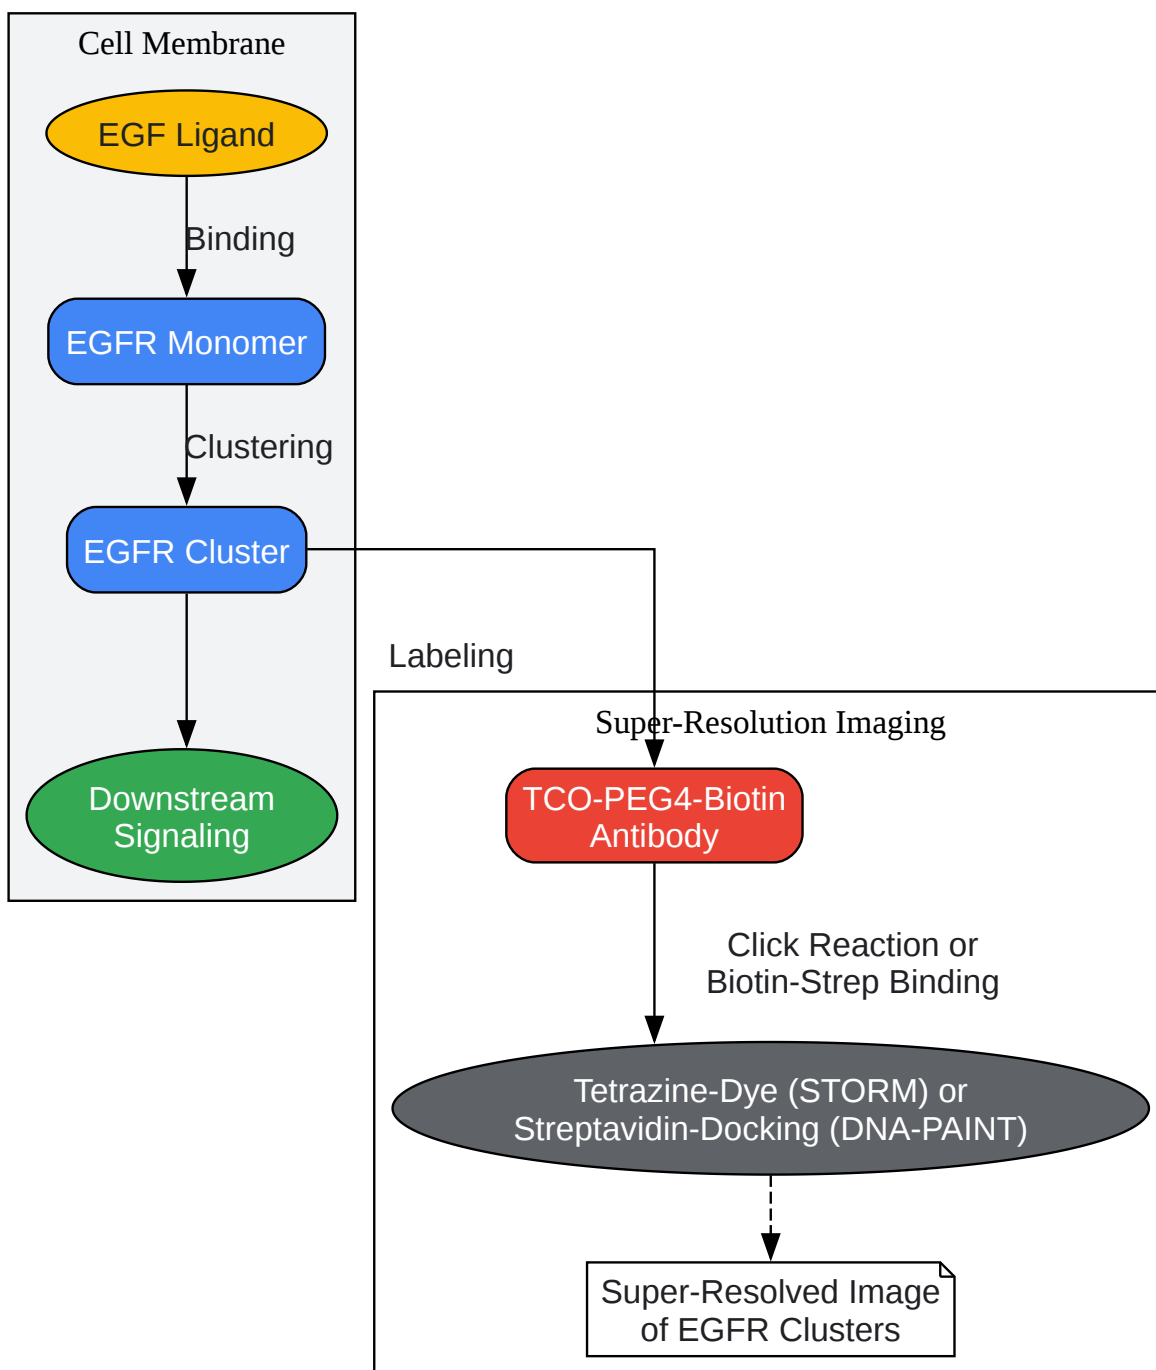 Cell Membrane
EGF Ligand
Binding
EGFR Monomer
Clustering
EGFR Cluster
Labeling
Downstream
Signaling
Super-Resolution Imaging
TCO-PEG4-Biotin
Antibody
Click Reaction or
Biotin-Strep Binding
Tetrazine-Dye (STORM) or
Streptavidin-Docking (DNA-PAINT)
Super-Resolved Image
of EGFR Clusters